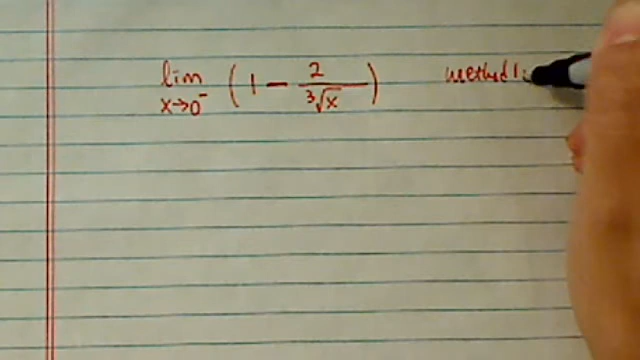 lim x→0⁻ ( 1 − 2/∛x ) method 1: